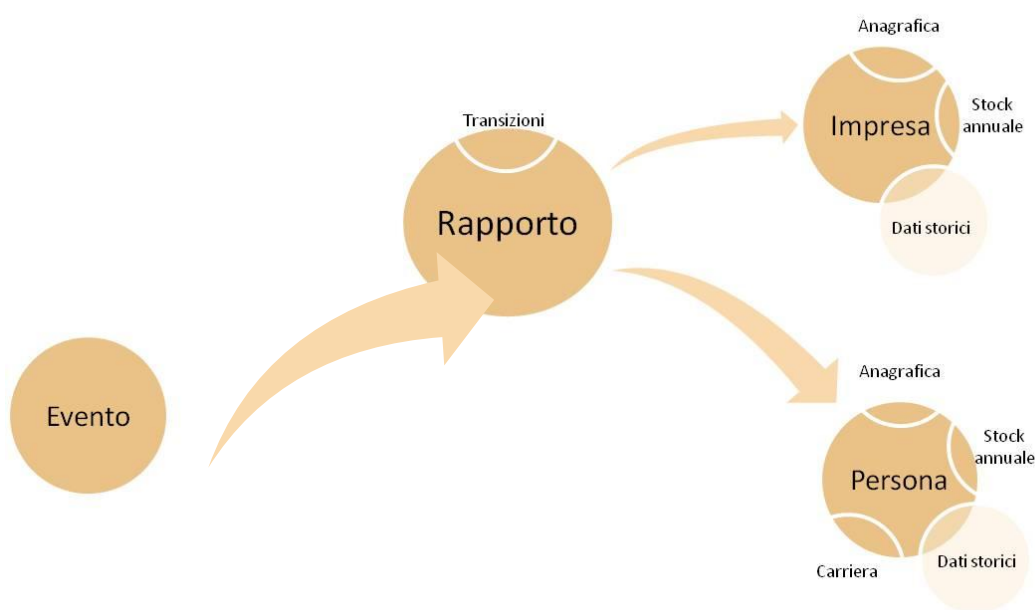 Anagrafica
Impresa
Stock
annuale
Dati storici
Transizioni
Rapporto
Evento
Anagrafica
Stock
annuale
Persona
Dati storici
Carriera